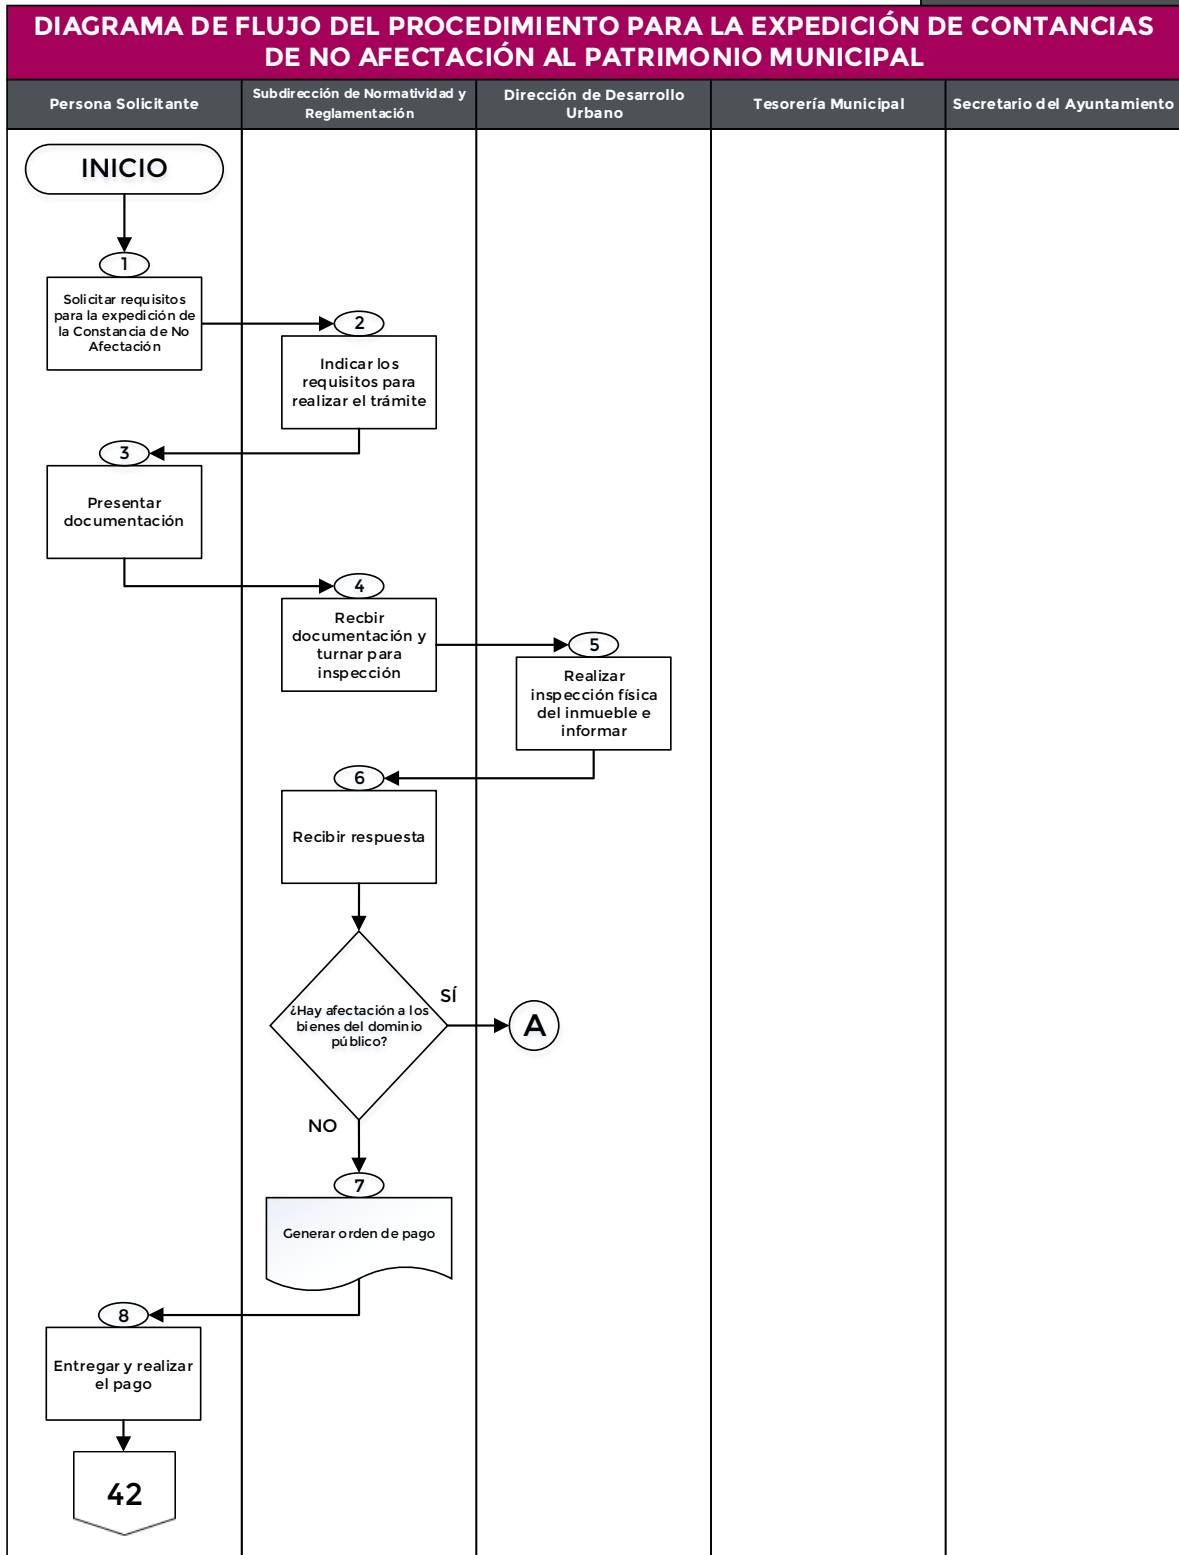 DIAGRAMA DE FLUJO DEL PROCEDIMIENTO PARA LA EXPEDICIÓN DE CONTANCIAS
DE NO AFECTACIÓN AL PATRIMONIO MUNICIPAL
Persona Solicitante
Subdirección de Normatividad y
Reglamentación
Dirección de Desarrollo
Urbano
Tesorería Municipal
Secretario del Ayuntamiento
INICIO
1
Solicitar requisitos
para la expedición de
la Constancia de No
Afectación
2
Indicar los
requisitos para
realizar el trámite
3
Presentar
documentación
4
Recbir
documentación y
turnar para
inspección
5
Realizar
inspección física
del inmueble e
informar
6
Recibir respuesta
¿Hay afectación a los
bienes del dominio
público?
SÍ
A
NO
7
Generar orden de pago
8
Entregar y realizar
el pago
42